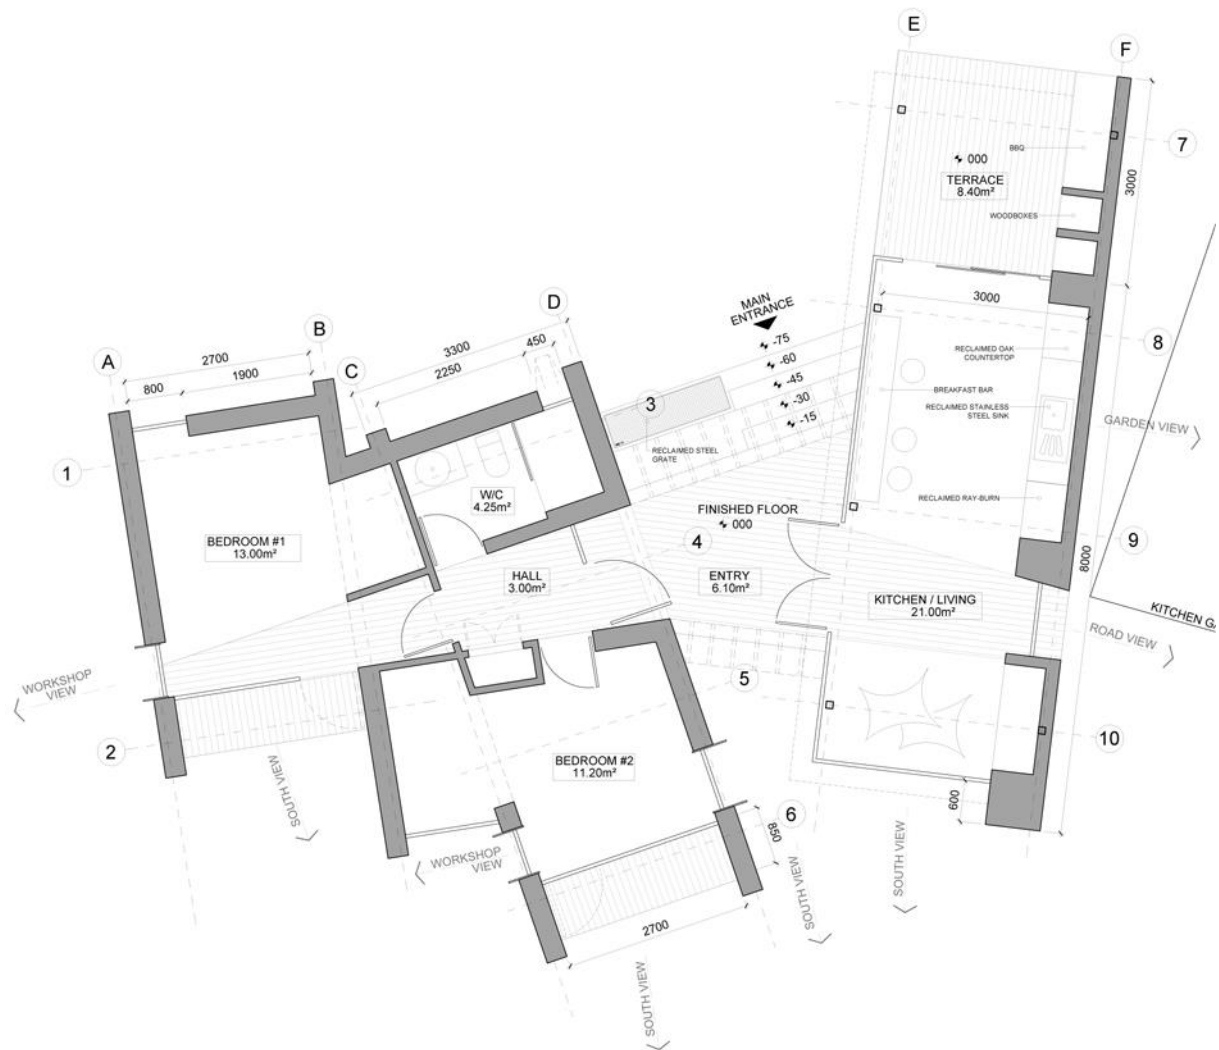 E
F
7
BBQ
000
TERRACE
8.40m²
3000
WOODBOXES
3000
MAIN
ENTRANCE
-75
-60
-45
-30
-15
8
RECLAIMED OAK
COUNTERTOP
BREAKFAST BAR
RECLAIMED STAINLESS
STEEL SINK
GARDEN VIEW
RECLAIMED RAY-BURN
A
B
C
D
2700
800
1900
3300
2250
450
3
RECLAIMED STEEL
GRATE
1
W/C
4.25m²
FINISHED FLOOR
000
BEDROOM #1
13.00m²
4
9
8000
HALL
3.00m²
ENTRY
6.10m²
KITCHEN / LIVING
21.00m²
KITCHEN GA
ROAD VIEW
WORKSHOP
VIEW
5
2
10
BEDROOM #2
11.20m²
SOUTH VIEW
600
6
850
WORKSHOP
VIEW
SOUTH VIEW
SOUTH VIEW
2700
SOUTH VIEW